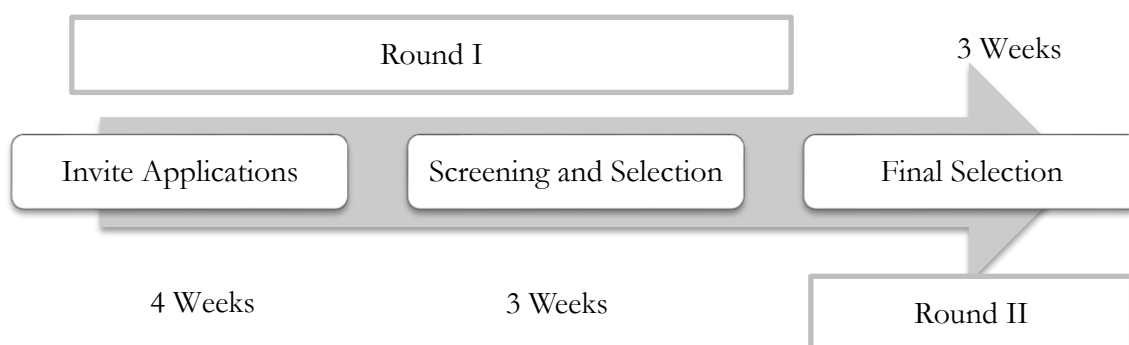 Round I
3 Weeks
Invite Applications
Screening and Selection
Final Selection
4 Weeks
3 Weeks
Round II